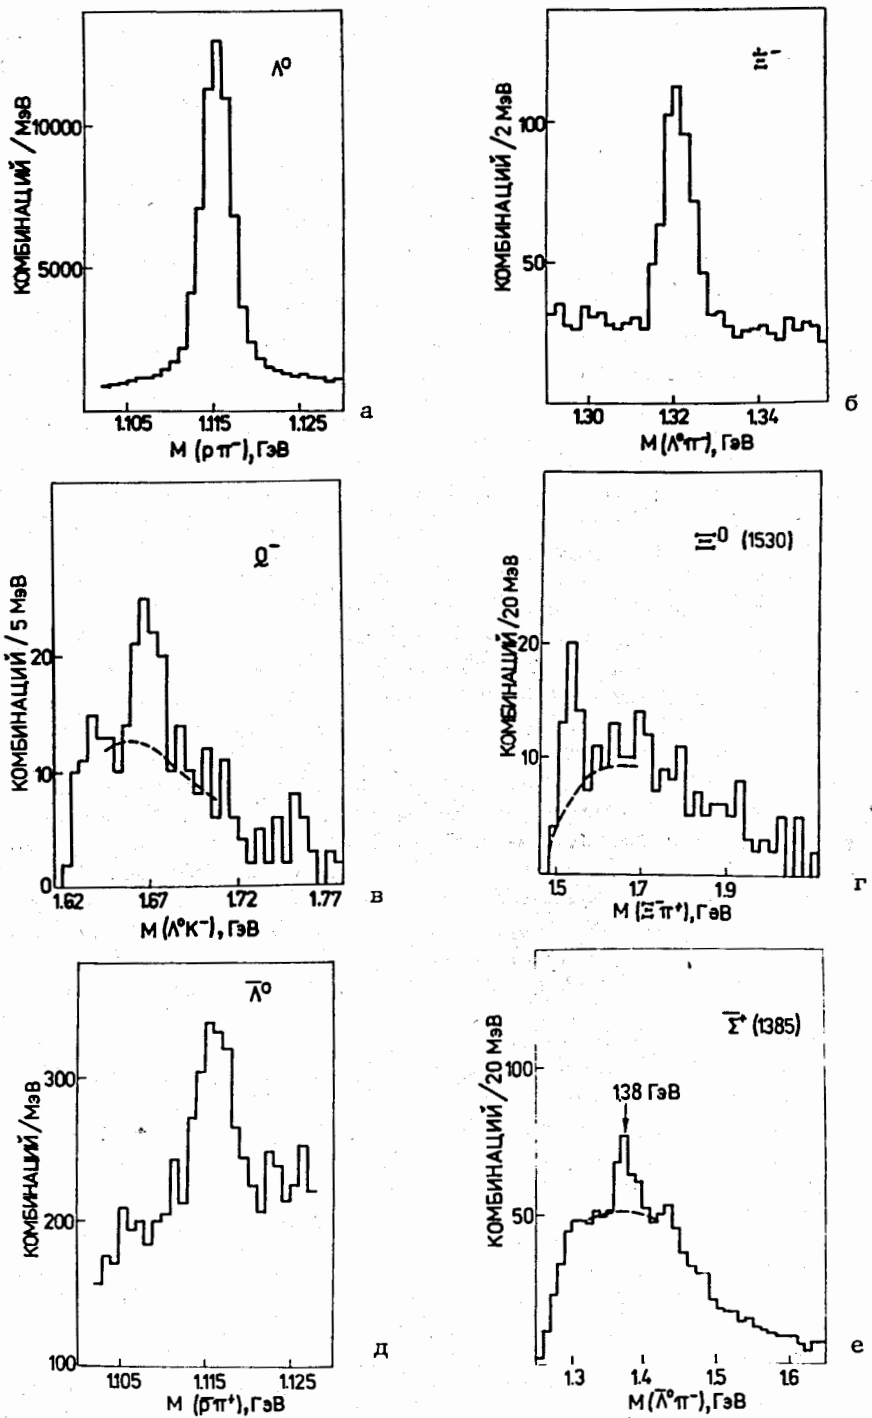 Λ⁰
КОМБИНАЦИЙ / МэВ
10000
5000
1.105 1.115 1.125
M (pπ⁻), ГэВ
а
Ξ⁻
КОМБИНАЦИЙ / 2 МэВ
100
50
1.30 1.32 1.34
M (Λ⁰π⁻), ГэВ
б
Ω⁻
КОМБИНАЦИЙ / 5 МэВ
20
10
0
1.62 1.67 1.72 1.77
M (Λ⁰K⁻), ГэВ
в
Ξ⁰ (1530)
КОМБИНАЦИЙ / 20 МэВ
20
10
1.5 1.7 1.9
M (Ξ⁻π⁺), ГэВ
г
Λ̅⁰
КОМБИНАЦИЙ / МэВ
300
200
100
1.105 1.115 1.125
M (p̅π⁺), ГэВ
д
Σ̅⁺ (1385)
КОМБИНАЦИЙ / 20 МэВ
100
1.38 ГэВ
50
1.3 1.4 1.5 1.6
M (Λ̅⁰π⁻), ГэВ
е